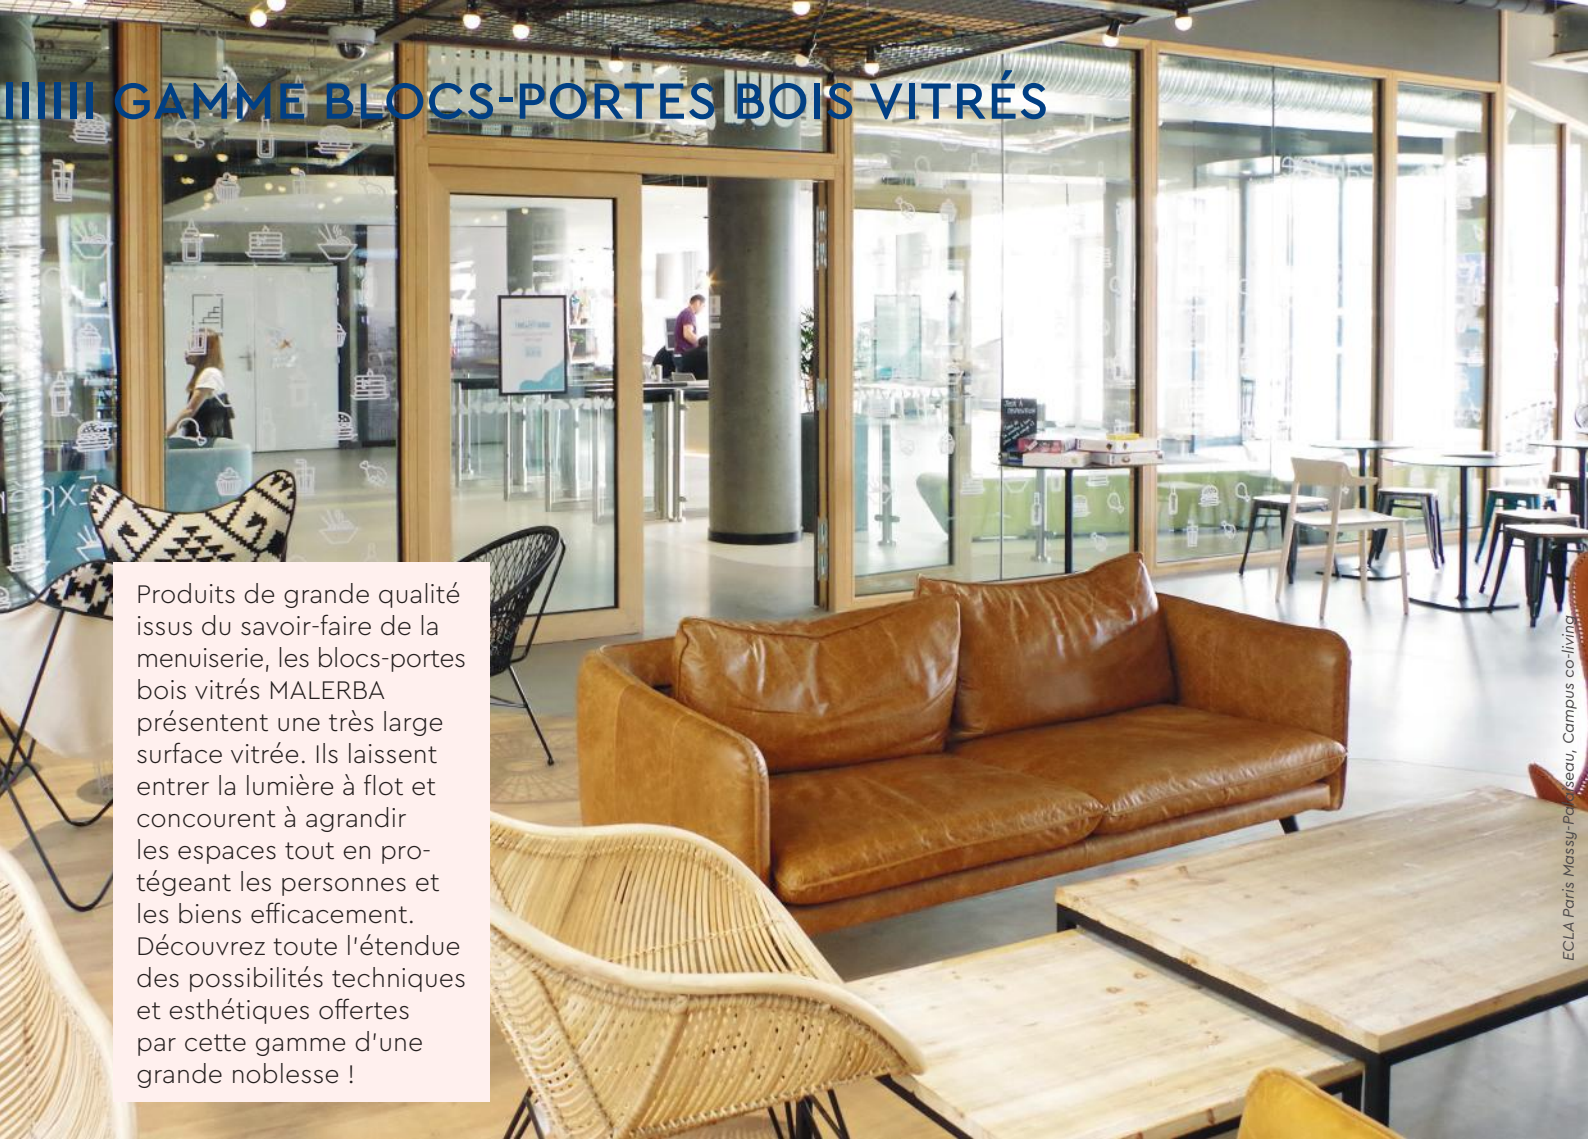 GAMME BLOCS-PORTES BOIS VITRÉS
Produits de grande qualité
issus du savoir-faire de la
menuiserie, les blocs-portes
bois vitrés MALERBA
présentent une très large
surface vitrée. Ils laissent
entrer la lumière à flot et
concourent à agrandir
les espaces tout en pro-
tégeant les personnes et
les biens efficacement.
Découvrez toute l'étendue
des possibilités techniques
et esthétiques offertes
par cette gamme d'une
grande noblesse !
ECLA Paris Massy-Palaiseau, Campus co-living